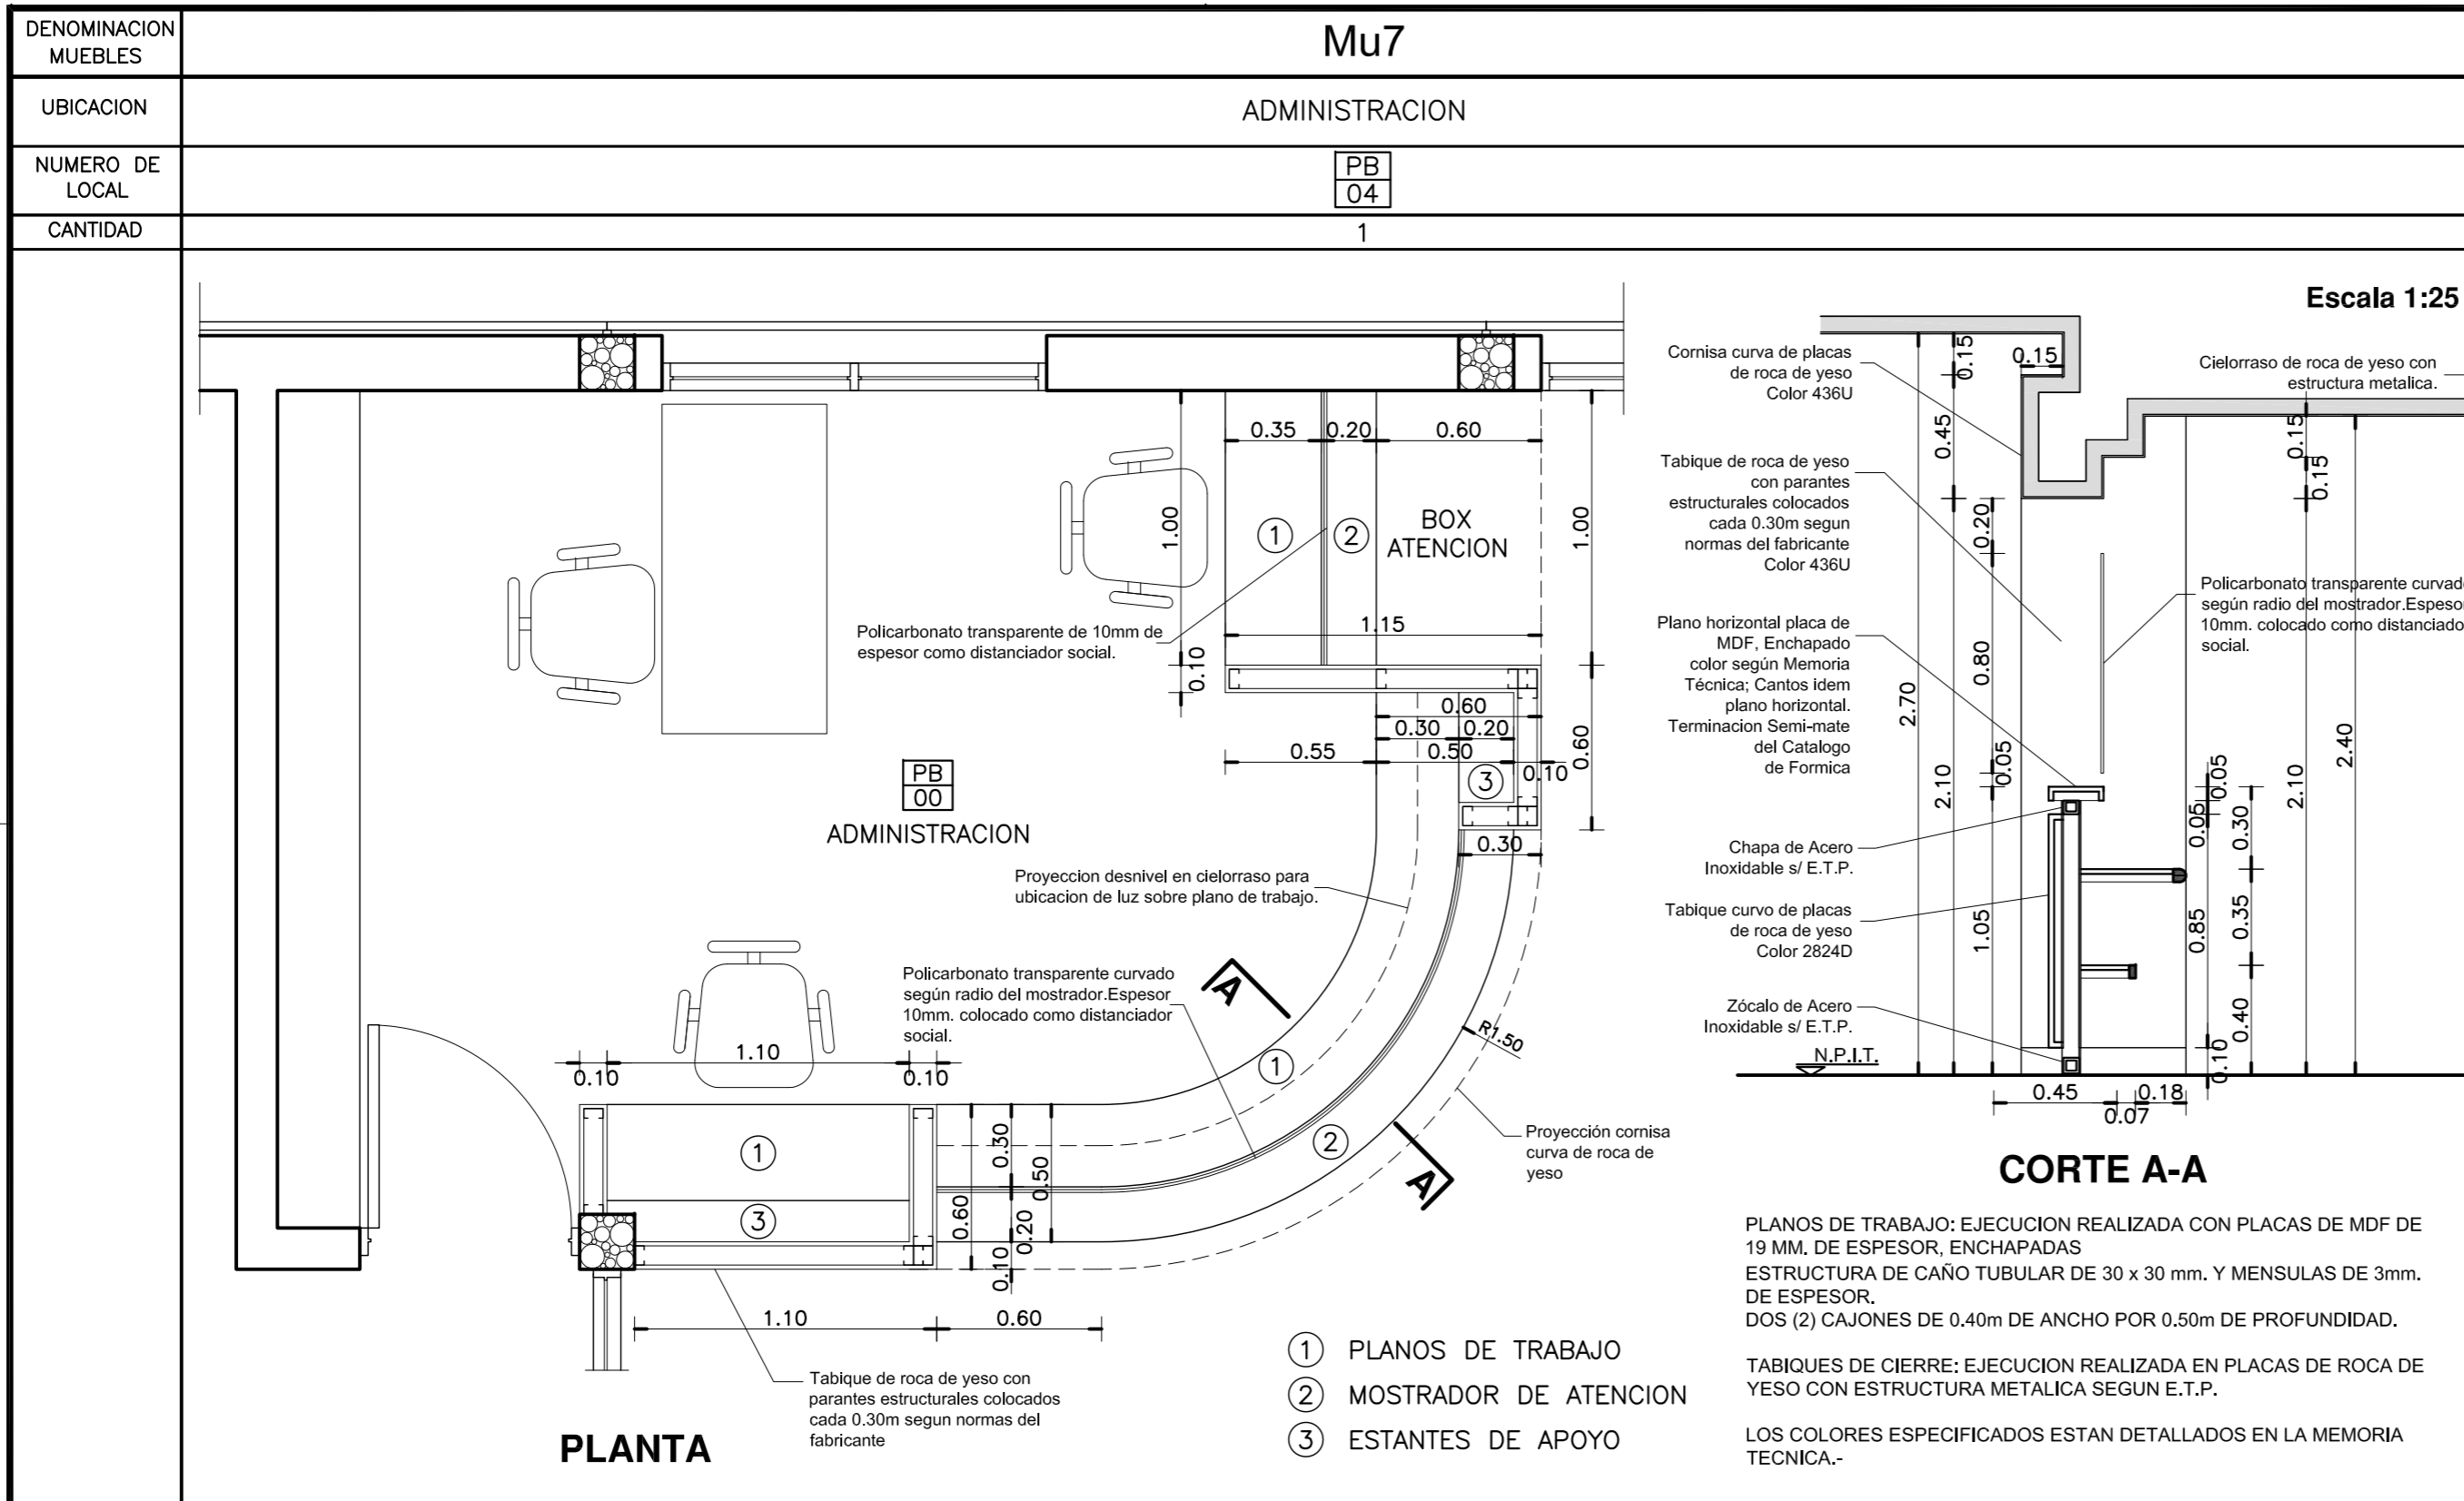 DENOMINACION
MUEBLES
Mu7
UBICACION
ADMINISTRACION
NUMERO DE
LOCAL
PB
04
CANTIDAD
1
Escala 1:25
0.35
0.20
0.60
1.00
1
2
BOX
ATENCION
1.00
1.15
0.10
Policarbonato transparente de 10mm de
espesor como distanciador social.
0.60
0.30
0.20
0.55
0.50
0.10
0.60
3
0.30
PB
00
ADMINISTRACION
Proyeccion desnivel en cielorraso para
ubicacion de luz sobre plano de trabajo.
Policarbonato transparente curvado
según radio del mostrador.Espesor
10mm. colocado como distanciador
social.
A
R1.50
1
2
A
0.10
1.10
0.10
1
3
0.30
0.50
0.60
0.20
0.10
1.10
0.60
Proyección cornisa
curva de roca de
yeso
Tabique de roca de yeso con
parantes estructurales colocados
cada 0.30m segun normas del
fabricante
PLANTA
1 PLANOS DE TRABAJO
2 MOSTRADOR DE ATENCION
3 ESTANTES DE APOYO
Cornisa curva de placas
de roca de yeso
Color 436U
Tabique de roca de yeso
con parantes
estructurales colocados
cada 0.30m segun
normas del fabricante
Color 436U
Plano horizontal placa de
MDF, Enchapado
color según Memoria
Técnica; Cantos idem
plano horizontal.
Terminacion Semi-mate
del Catalogo
de Formica
Chapa de Acero
Inoxidable s/ E.T.P.
Tabique curvo de placas
de roca de yeso
Color 2824D
Zócalo de Acero
Inoxidable s/ E.T.P.
N.P.I.T.
Cielorraso de roca de yeso con
estructura metalica.
Policarbonato transparente curvad
según radio del mostrador.Espesor
10mm. colocado como distanciado
social.
0.15
0.15
0.45
0.20
0.80
0.05
2.70
2.10
1.05
0.15
0.15
2.10
2.40
0.05
0.05
0.30
0.35
0.85
0.40
0.10
0.45
0.07
0.18
CORTE A-A
PLANOS DE TRABAJO: EJECUCION REALIZADA CON PLACAS DE MDF DE
19 MM. DE ESPESOR, ENCHAPADAS
ESTRUCTURA DE CAÑO TUBULAR DE 30 x 30 mm. Y MENSULAS DE 3mm.
DE ESPESOR.
DOS (2) CAJONES DE 0.40m DE ANCHO POR 0.50m DE PROFUNDIDAD.
TABIQUES DE CIERRE: EJECUCION REALIZADA EN PLACAS DE ROCA DE
YESO CON ESTRUCTURA METALICA SEGUN E.T.P.
LOS COLORES ESPECIFICADOS ESTAN DETALLADOS EN LA MEMORIA
TECNICA.-